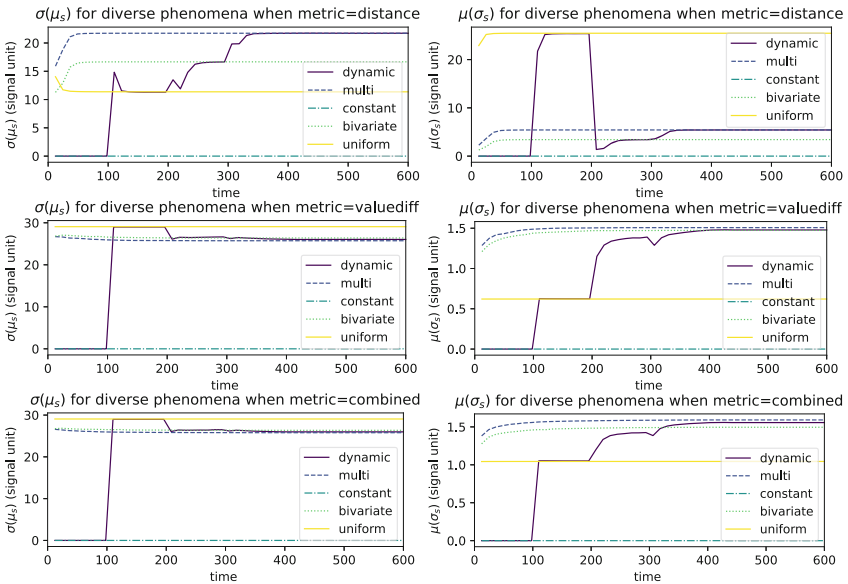 σ(μₛ) for diverse phenomena when metric=distance
σ(μₛ) (signal unit)
20
15
10
5
0
0 100 200 300 400 500 600
time
dynamic
multi
constant
bivariate
uniform
μ(σₛ) for diverse phenomena when metric=distance
μ(σₛ) (signal unit)
20
10
0
0 100 200 300 400 500 600
time
dynamic
multi
constant
bivariate
uniform
σ(μₛ) for diverse phenomena when metric=valuediff
σ(μₛ) (signal unit)
30
20
10
0
0 100 200 300 400 500 600
time
dynamic
multi
constant
bivariate
uniform
μ(σₛ) for diverse phenomena when metric=valuediff
μ(σₛ) (signal unit)
1.5
1.0
0.5
0.0
0 100 200 300 400 500 600
time
dynamic
multi
constant
bivariate
uniform
σ(μₛ) for diverse phenomena when metric=combined
σ(μₛ) (signal unit)
30
20
10
0
0 100 200 300 400 500 600
time
dynamic
multi
constant
bivariate
uniform
μ(σₛ) for diverse phenomena when metric=combined
μ(σₛ) (signal unit)
1.5
1.0
0.5
0.0
0 100 200 300 400 500 600
time
dynamic
multi
constant
bivariate
uniform